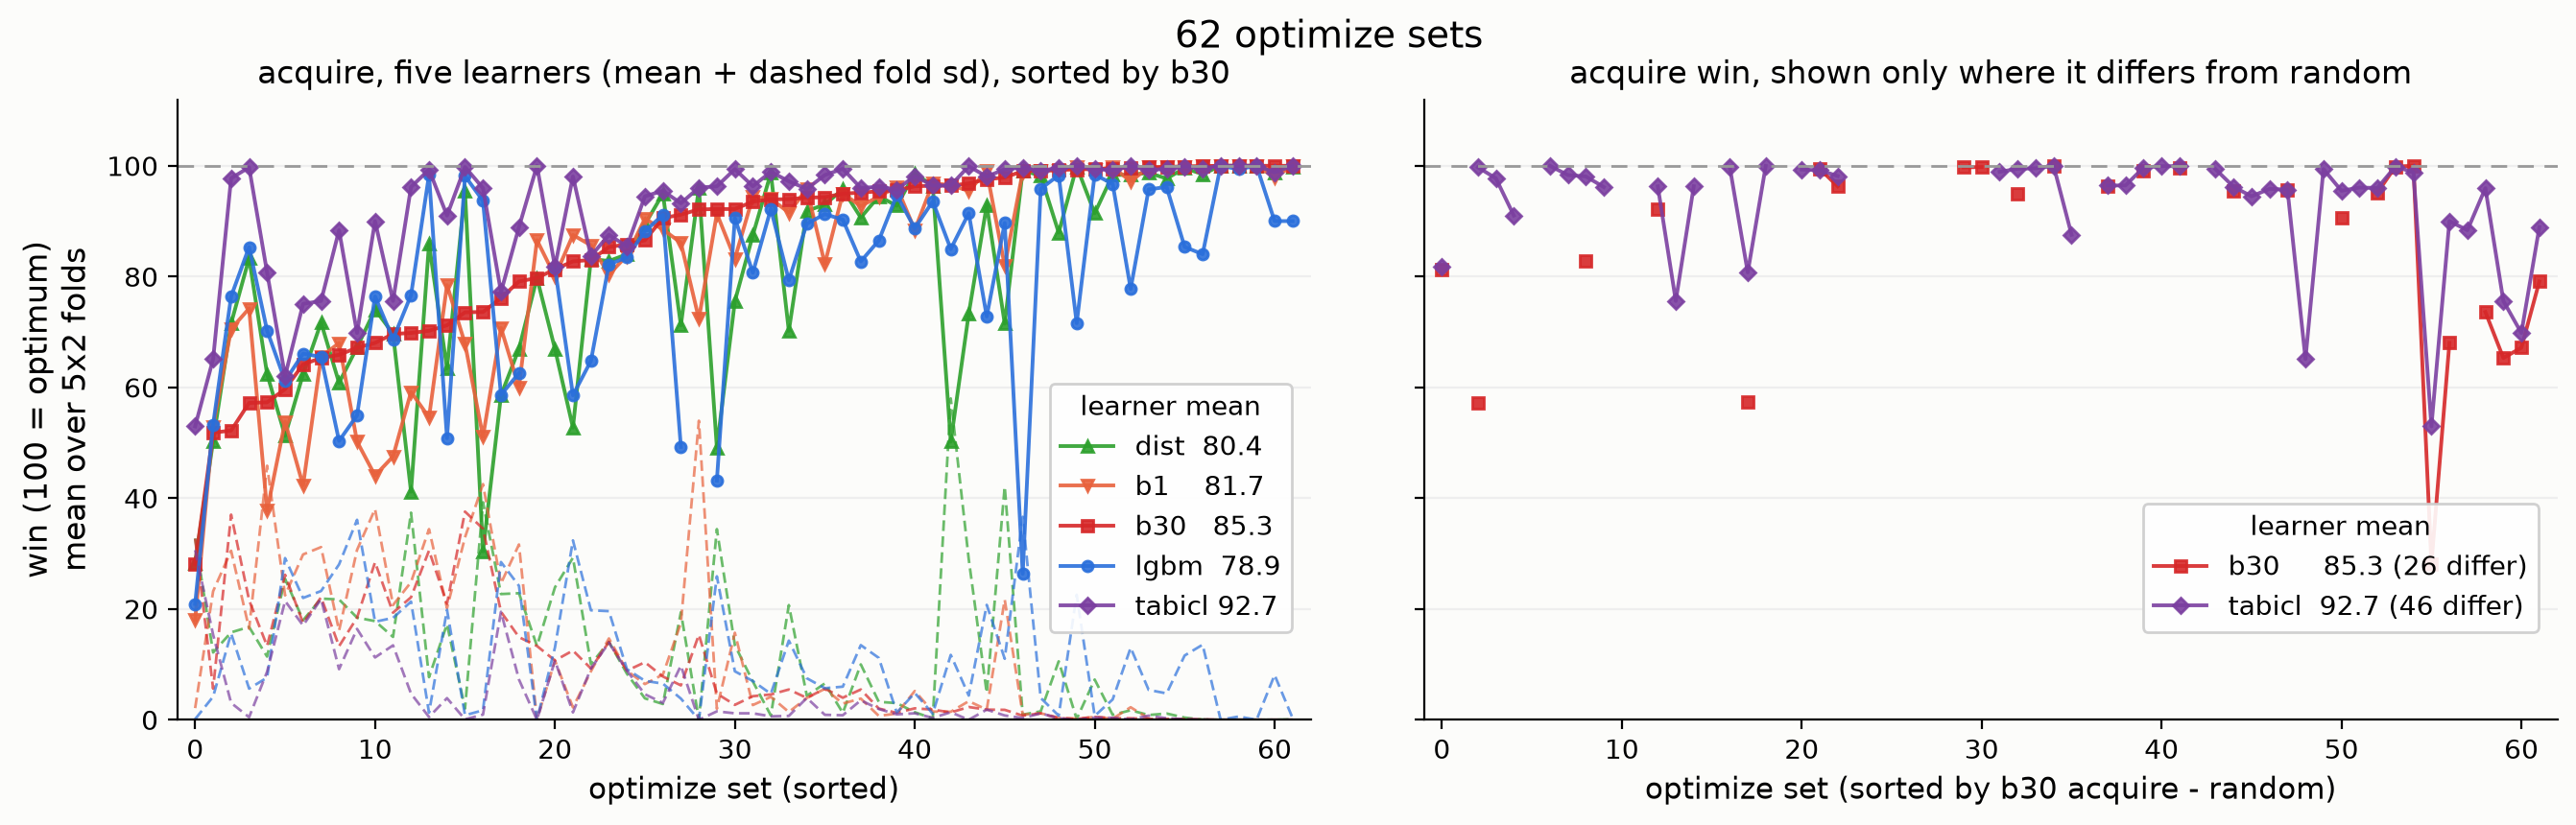 62 optimize sets
acquire, five learners (mean + dashed fold sd), sorted by b30
win (100 = optimum)
mean over 5x2 folds
100
80
60
40
20
0
learner mean
dist 80.4
b1 81.7
b30 85.3
lgbm 78.9
tabicl 92.7
0 10 20 30 40 50 60
optimize set (sorted)
acquire win, shown only where it differs from random
learner mean
b30 85.3 (26 differ)
tabicl 92.7 (46 differ)
0 10 20 30 40 50 60
optimize set (sorted by b30 acquire - random)